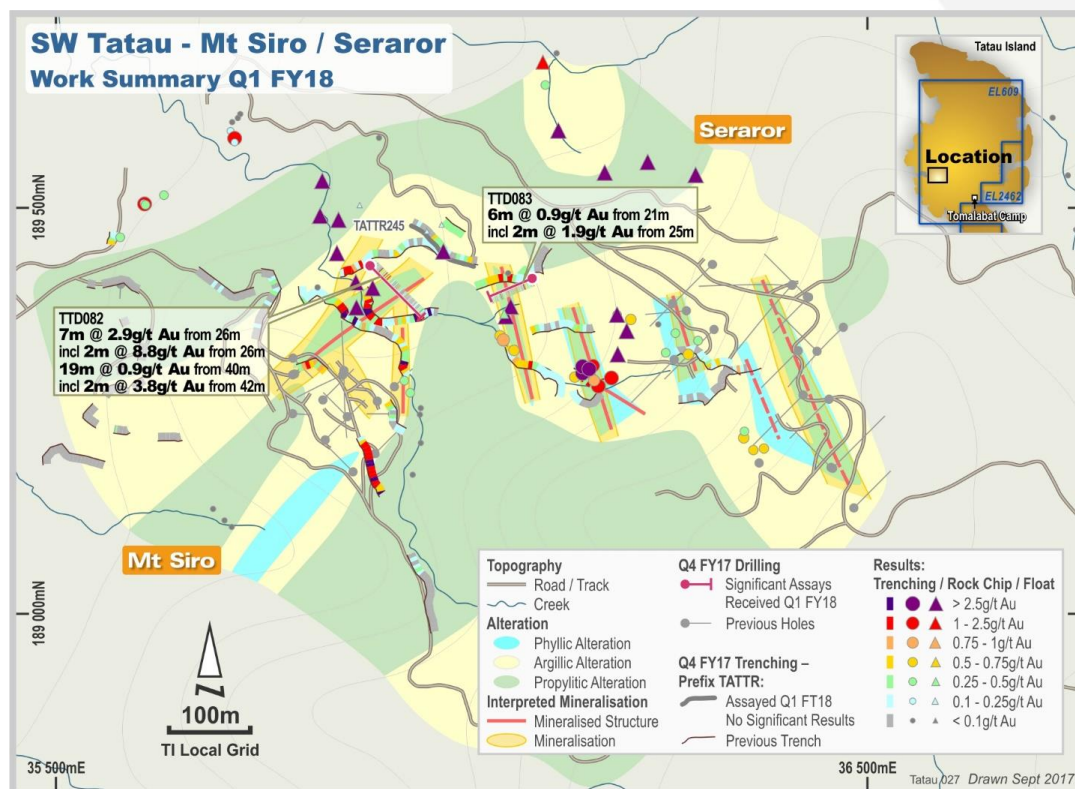 SW Tatau - Mt Siro / Seraror
Work Summary Q1 FY18
Tatau Island
EL609
Location
EL2462
Tomalabat Camp
Seraror
189 500mN
TATTR245
TTD083
6m @ 0.9g/t Au from 21m
incl 2m @ 1.9g/t Au from 25m
TTD082
7m @ 2.9g/t Au from 26m
incl 2m @ 8.8g/t Au from 26m
19m @ 0.9g/t Au from 40m
incl 2m @ 3.8g/t Au from 42m
Mt Siro
189 000mN
Z
100m
TI Local Grid
Topography
Road / Track
Creek
Alteration
Phyllic Alteration
Argillic Alteration
Propylitic Alteration
Interpreted Mineralisation
Mineralised Structure
Mineralisation
Q4 FY17 Drilling
Significant Assays
Received Q1 FY18
Previous Holes
Q4 FY17 Trenching –
Prefix TATTR:
Assayed Q1 FT18
No Significant Results
Previous Trench
Results:
Trenching / Rock Chip / Float
> 2.5g/t Au
1 - 2.5g/t Au
0.75 - 1g/t Au
0.5 - 0.75g/t Au
0.25 - 0.5g/t Au
0.1 - 0.25g/t Au
< 0.1g/t Au
35 500mE
36 500mE
Tatau 027 Drawn Sept 2017